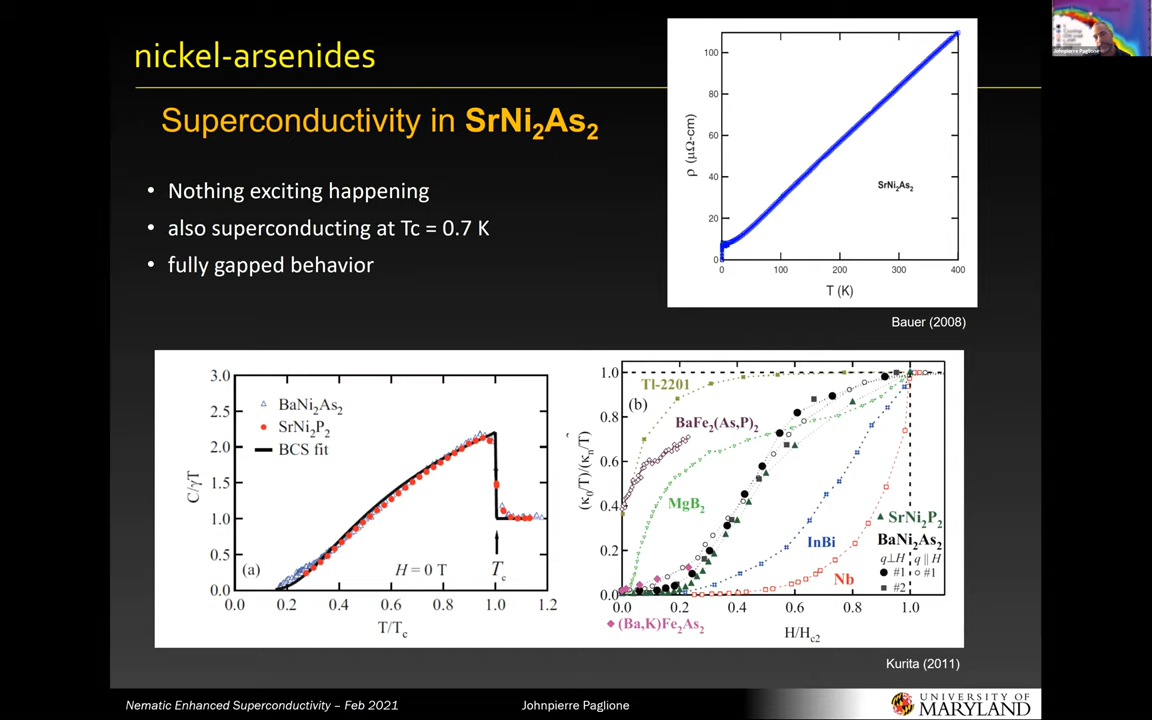 nickel-arsenides
Superconductivity in SrNi₂As₂
• Nothing exciting happening
• also superconducting at Tc = 0.7 K
• fully gapped behavior
ρ (μΩ-cm)
100
80
60
40
20
0
SrNi₂As₂
0 100 200 300 400
T (K)
Bauer (2008)
Johnpierre Paglione
C/γT
3.0
2.5
2.0
1.5
1.0
0.5
0.0
BaNi₂As₂
SrNi₂P₂
BCS fit
(a)
H = 0 T
T꜀
0.0 0.2 0.4 0.6 0.8 1.0 1.2
T/T꜀
(κ₀/T)/(κₙ/T)
1.0
0.8
0.6
0.4
0.2
0.0
Tl-2201
(b)
BaFe₂(As,P)₂
MgB₂
InBi
Nb
SrNi₂P₂
BaNi₂As₂
q⊥H q ∥ H
#1 #1
#2
0.0 0.2 0.4 0.6 0.8 1.0
(Ba,K)Fe₂As₂
H/H꜀₂
Kurita (2011)
Nematic Enhanced Superconductivity – Feb 2021
Johnpierre Paglione
UNIVERSITY OF
MARYLAND